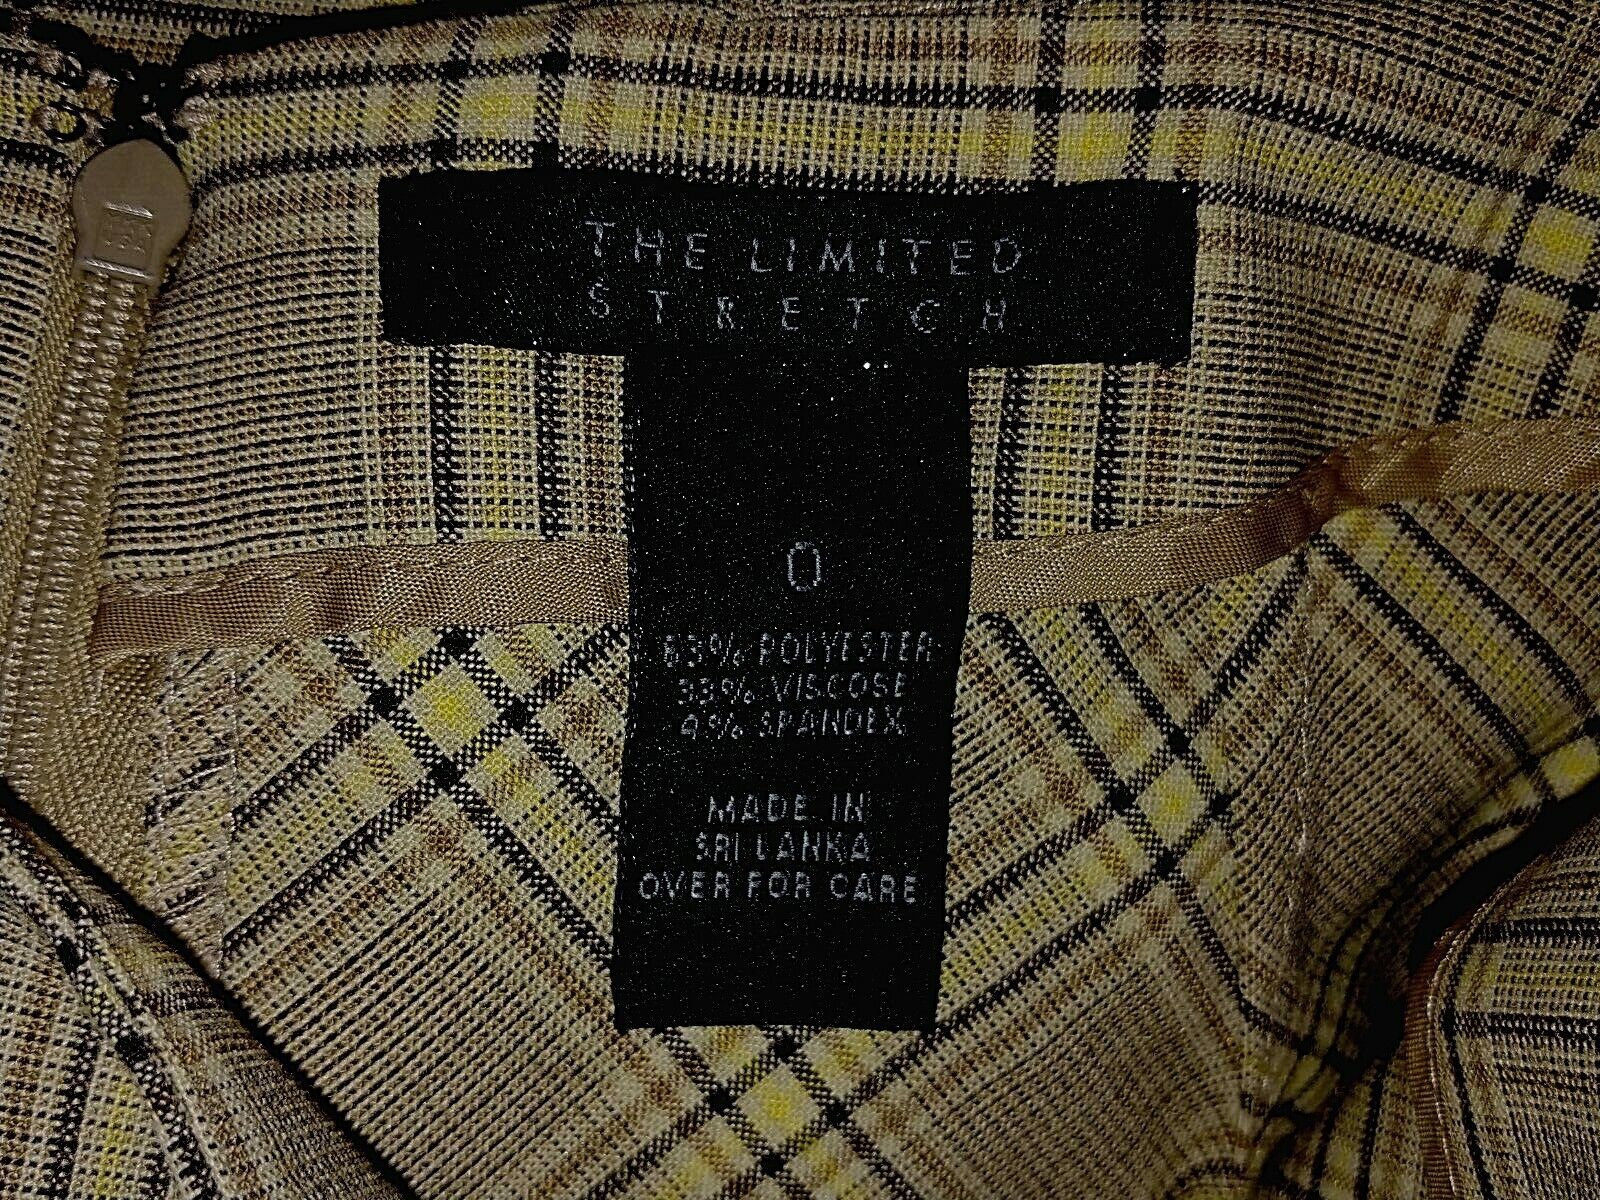 THE LIMITED
STRETCH
0
63% POLYESTER
33% VISCOSE
4% SPANDEX
MADE IN
SRI LANKA
OVER FOR CARE